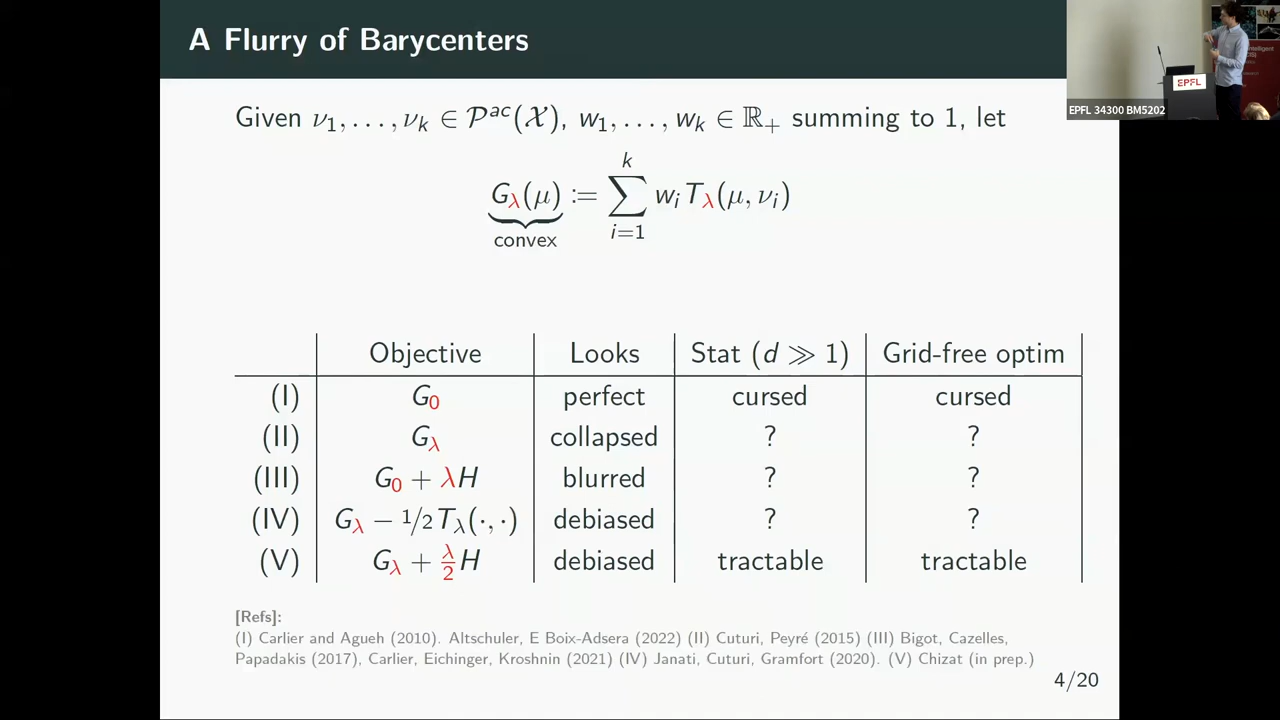 A Flurry of Barycenters
EPFL
EPFL 34300 BM5202
Given ν₁, . . . , νₖ ∈ 𝒫ᵃᶜ(𝒳), w₁, . . . , wₖ ∈ ℝ₊ summing to 1, let
G_λ(μ) := ∑_{i=1}^{k} wᵢ T_λ(μ, νᵢ)
convex
Objective | Looks | Stat (d ≫ 1) | Grid-free optim
(I) | G₀ | perfect | cursed | cursed
(II) | G_λ | collapsed | ? | ?
(III) | G₀ + λH | blurred | ? | ?
(IV) | G_λ − 1/2 T_λ(·, ·) | debiased | ? | ?
(V) | G_λ + λ/2 H | debiased | tractable | tractable
[Refs]:
(I) Carlier and Agueh (2010). Altschuler, E Boix-Adsera (2022) (II) Cuturi, Peyré (2015) (III) Bigot, Cazelles,
Papadakis (2017), Carlier, Eichinger, Kroshnin (2021) (IV) Janati, Cuturi, Gramfort (2020). (V) Chizat (in prep.)
4/20